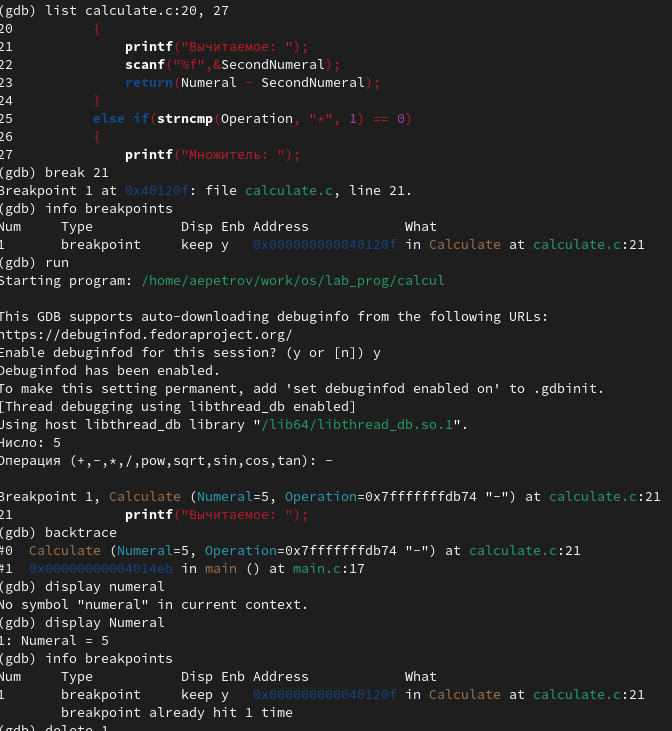 (gdb) list calculate.c:20, 27
20 {
21 printf("Вычитаемое: ");
22 scanf("%f",&SecondNumeral);
23 return(Numeral - SecondNumeral);
24 }
25 else if(strncmp(Operation, "*", 1) == 0)
26 {
27 printf("Множитель: ");
(gdb) break 21
Breakpoint 1 at 0x40120f: file calculate.c, line 21.
(gdb) info breakpoints
Num Type Disp Enb Address What
1 breakpoint keep y 0x000000000040120f in Calculate at calculate.c:21
(gdb) run
Starting program: /home/aepetrov/work/os/lab_prog/calcul
This GDB supports auto-downloading debuginfo from the following URLs:
https://debuginfod.fedoraproject.org/
Enable debuginfod for this session? (y or [n]) y
Debuginfod has been enabled.
To make this setting permanent, add 'set debuginfod enabled on' to .gdbinit.
[Thread debugging using libthread_db enabled]
Using host libthread_db library "/lib64/libthread_db.so.1".
Число: 5
Операция (+,-,*,/,pow,sqrt,sin,cos,tan): -
Breakpoint 1, Calculate (Numeral=5, Operation=0x7fffffffdb74 "-") at calculate.c:21
21 printf("Вычитаемое: ");
(gdb) backtrace
#0 Calculate (Numeral=5, Operation=0x7fffffffdb74 "-") at calculate.c:21
#1 0x00000000004014eb in main () at main.c:17
(gdb) display numeral
No symbol "numeral" in current context.
(gdb) display Numeral
1: Numeral = 5
(gdb) info breakpoints
Num Type Disp Enb Address What
1 breakpoint keep y 0x000000000040120f in Calculate at calculate.c:21
breakpoint already hit 1 time
(gdb) delete 1